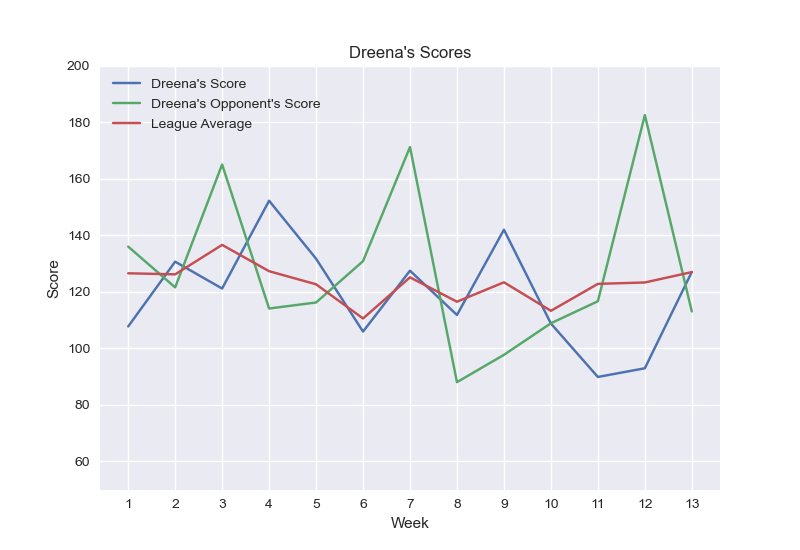 Dreena's Scores
200
180
160
140
120
100
80
60
Score
Dreena's Score
Dreena's Opponent's Score
League Average
1 2 3 4 5 6 7 8 9 10 11 12 13
Week